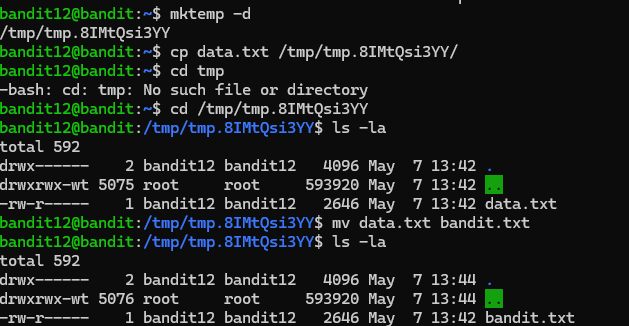 bandit12@bandit:~$ mktemp -d
/tmp/tmp.8IMtQsi3YY
bandit12@bandit:~$ cp data.txt /tmp/tmp.8IMtQsi3YY/
bandit12@bandit:~$ cd tmp
-bash: cd: tmp: No such file or directory
bandit12@bandit:~$ cd /tmp/tmp.8IMtQsi3YY
bandit12@bandit:/tmp/tmp.8IMtQsi3YY$ ls -la
total 592
drwx------    2 bandit12 bandit12   4096 May  7 13:42 .
drwxrwx-wt 5075 root     root     593920 May  7 13:42 ..
-rw-r-----    1 bandit12 bandit12   2646 May  7 13:42 data.txt
bandit12@bandit:/tmp/tmp.8IMtQsi3YY$ mv data.txt bandit.txt
bandit12@bandit:/tmp/tmp.8IMtQsi3YY$ ls -la
total 592
drwx------    2 bandit12 bandit12   4096 May  7 13:44 .
drwxrwx-wt 5076 root     root     593920 May  7 13:44 ..
-rw-r-----    1 bandit12 bandit12   2646 May  7 13:42 bandit.txt